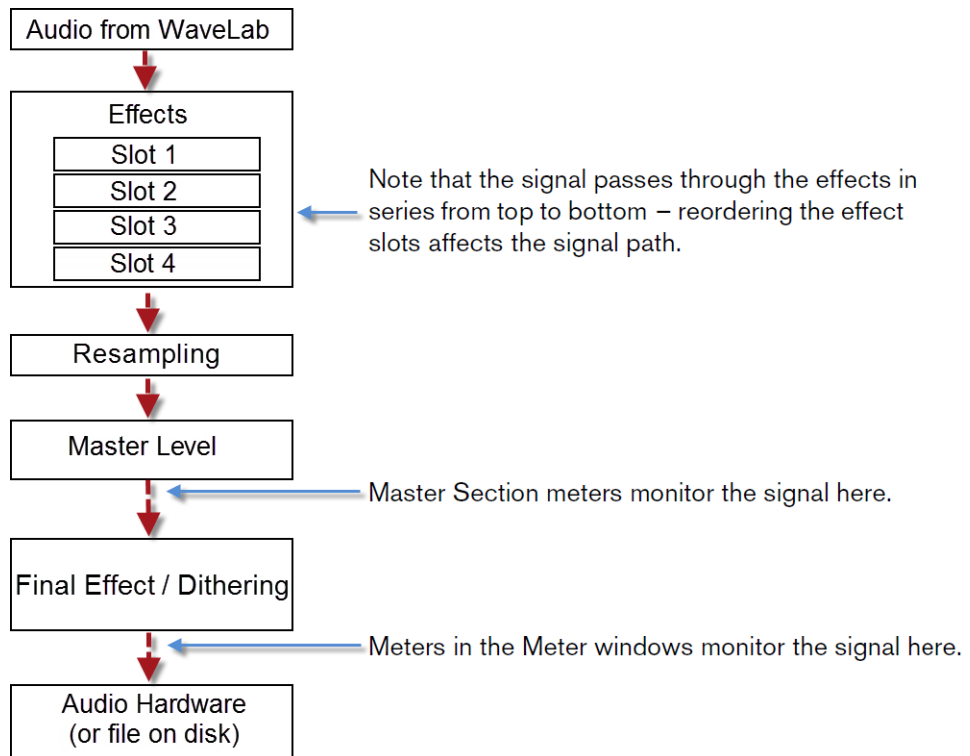 Audio from WaveLab
Effects
Slot 1
Slot 2
Slot 3
Slot 4
Note that the signal passes through the effects in
series from top to bottom – reordering the effect
slots affects the signal path.
Resampling
Master Level
Master Section meters monitor the signal here.
Final Effect / Dithering
Meters in the Meter windows monitor the signal here.
Audio Hardware
(or file on disk)